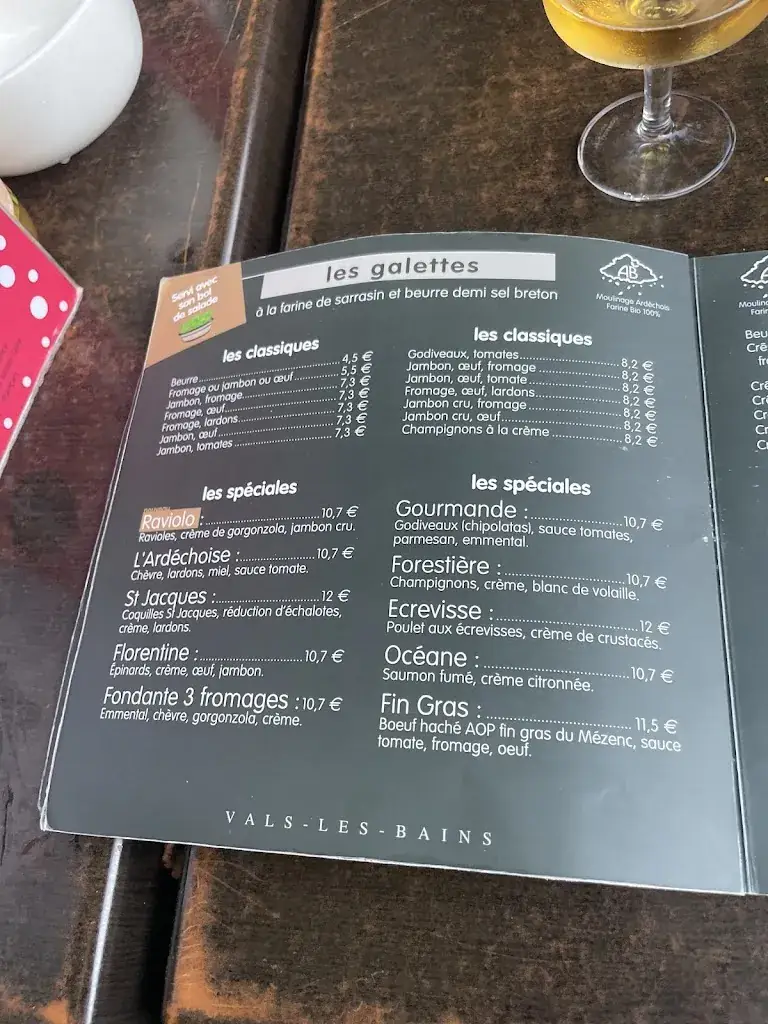 Servi avec
son bol
de salade
les galettes
à la farine de sarrasin et beurre demi sel breton
AB
Moulinage Ardéchois
Farine Bio 100%
les classiques
Beurre 4,5 €
Fromage ou jambon ou œuf 5,5 €
Jambon, fromage 7,3 €
Fromage, œuf 7,3 €
Fromage, lardons 7,3 €
Jambon, œuf 7,3 €
Jambon, tomates 7,3 €
les spéciales
Raviolo : 10,7 €
Ravioles, crème de gorgonzola, jambon cru.
L'Ardéchoise : 10,7 €
Chèvre, lardons, miel, sauce tomate.
St Jacques : 12 €
Coquilles St Jacques, réduction d'échalotes,
crème, lardons.
Florentine : 10,7 €
Épinards, crème, œuf, jambon.
Fondante 3 fromages : 10,7 €
Emmental, chèvre, gorgonzola, crème.
les classiques
Godiveaux, tomates 8,2 €
Jambon, œuf, fromage 8,2 €
Jambon, œuf, tomate 8,2 €
Fromage, œuf, lardons 8,2 €
Jambon cru, fromage 8,2 €
Jambon cru, œuf 8,2 €
Champignons à la crème 8,2 €
les spéciales
Gourmande : 10,7 €
Godiveaux (chipolatas), sauce tomates,
parmesan, emmental.
Forestière : 10,7 €
Champignons, crème, blanc de volaille.
Ecrevisse : 12 €
Poulet aux écrevisses, crème de crustacés.
Océane : 10,7 €
Saumon fumé, crème citronnée.
Fin Gras : 11,5 €
Boeuf haché AOP fin gras du Mézenc, sauce
tomate, fromage, oeuf.
VALS-LES-BAINS